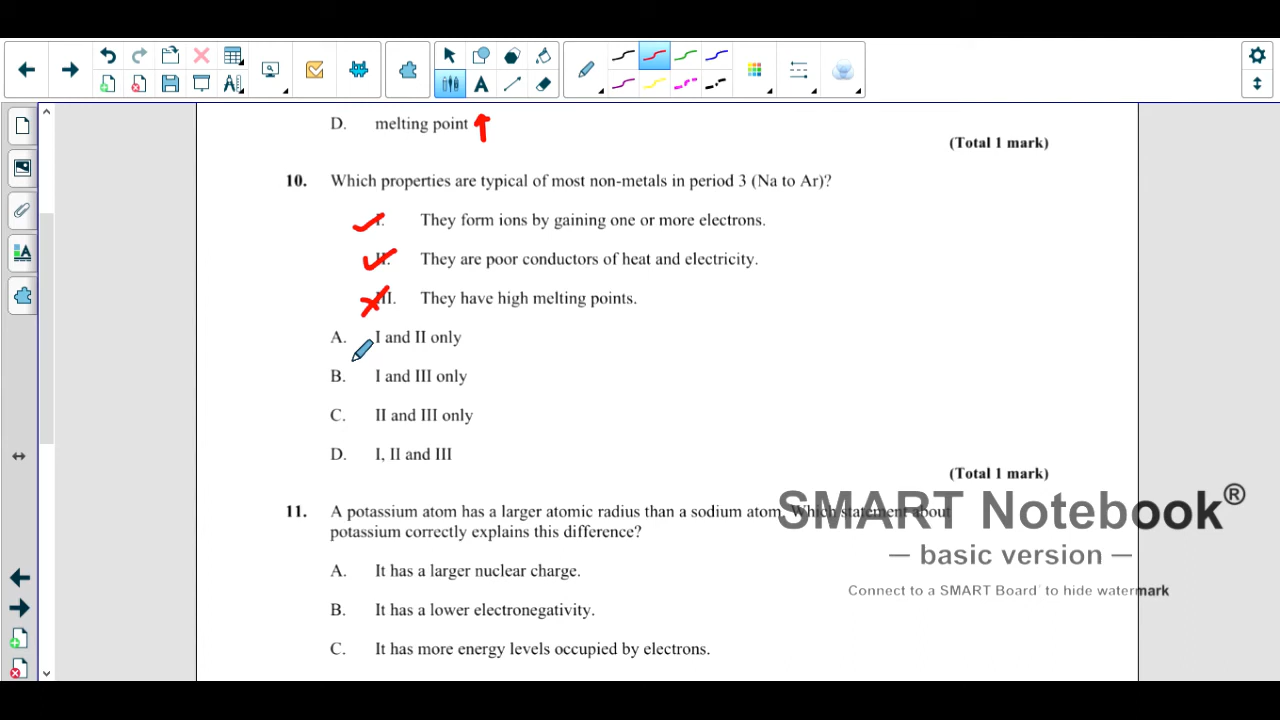 D. melting point
(Total 1 mark)
10. Which properties are typical of most non-metals in period 3 (Na to Ar)?
I. They form ions by gaining one or more electrons.
II. They are poor conductors of heat and electricity.
III. They have high melting points.
A. I and II only
B. I and III only
C. II and III only
D. I, II and III
(Total 1 mark)
11. A potassium atom has a larger atomic radius than a sodium atom. Which statement about
potassium correctly explains this difference?
SMART Notebook®
— basic version —
Connect to a SMART Board® to hide watermark
A. It has a larger nuclear charge.
B. It has a lower electronegativity.
C. It has more energy levels occupied by electrons.